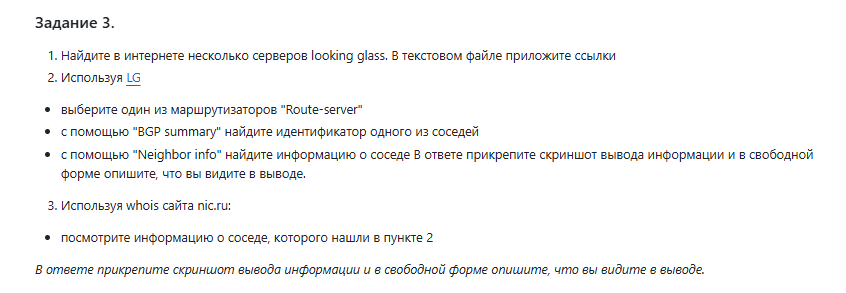 Задание 3.
1. Найдите в интернете несколько серверов looking glass. В текстовом файле приложите ссылки
2. Используя LG
• выберите один из маршрутизаторов "Route-server"
• с помощью "BGP summary" найдите идентификатор одного из соседей
• с помощью "Neighbor info" найдите информацию о соседе В ответе прикрепите скриншот вывода информации и в свободной
форме опишите, что вы видите в выводе.
3. Используя whois сайта nic.ru:
• посмотрите информацию о соседе, которого нашли в пункте 2
В ответе прикрепите скриншот вывода информации и в свободной форме опишите, что вы видите в выводе.